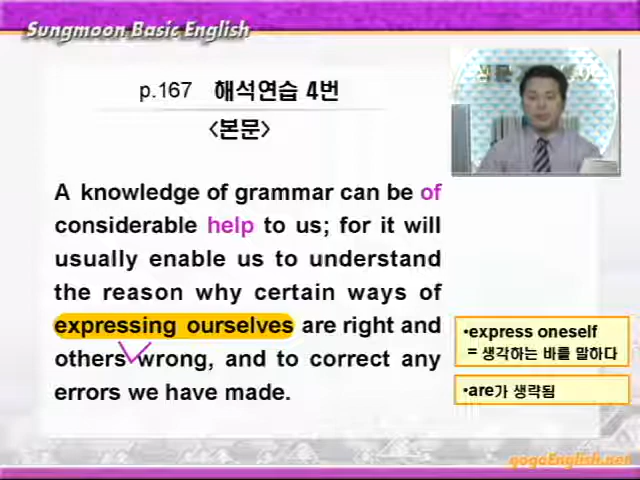 Sungmoon Basic English
p.167 해석연습 4번
<본문>
A knowledge of grammar can be of
considerable help to us; for it will
usually enable us to understand
the reason why certain ways of
expressing ourselves are right and
others wrong, and to correct any
errors we have made.
•express oneself
= 생각하는 바를 말하다
•are가 생략됨
gogoEnglish.net